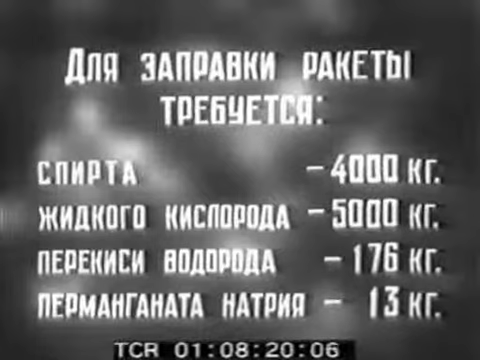 Для заправки ракеты
требуется:
спирта – 4000 кг.
жидкого кислорода – 5000 кг.
перекиси водорода – 176 кг.
перманганата натрия – 13 кг.
TCR 01:08:20:06